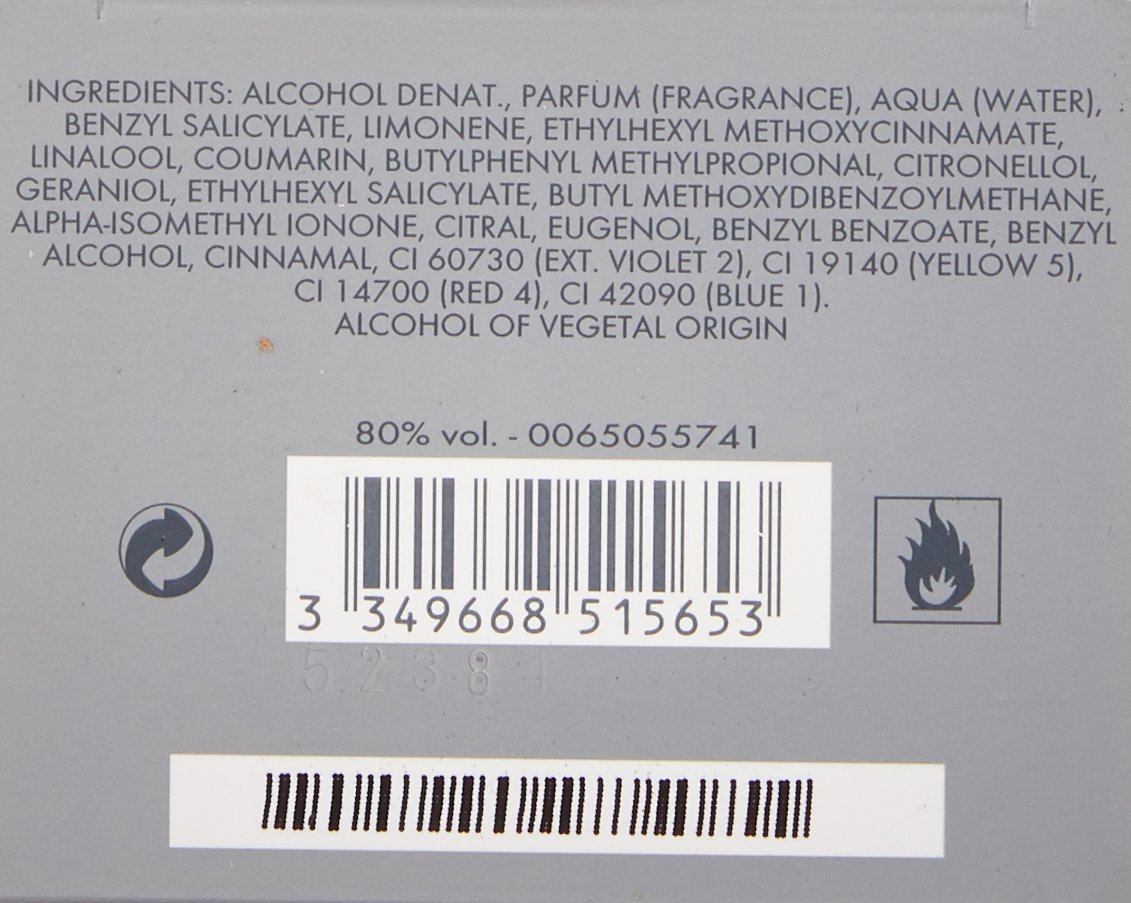 INGREDIENTS: ALCOHOL DENAT., PARFUM (FRAGRANCE), AQUA (WATER),
BENZYL SALICYLATE, LIMONENE, ETHYLHEXYL METHOXYCINNAMATE,
LINALOOL, COUMARIN, BUTYLPHENYL METHYLPROPIONAL, CITRONELLOL,
GERANIOL, ETHYLHEXYL SALICYLATE, BUTYL METHOXYDIBENZOYLMETHANE,
ALPHA-ISOMETHYL IONONE, CITRAL, EUGENOL, BENZYL BENZOATE, BENZYL
ALCOHOL, CINNAMAL, CI 60730 (EXT. VIOLET 2), CI 19140 (YELLOW 5),
CI 14700 (RED 4), CI 42090 (BLUE 1).
ALCOHOL OF VEGETAL ORIGIN
80% vol. - 0065055741
3 349668 515653
52381